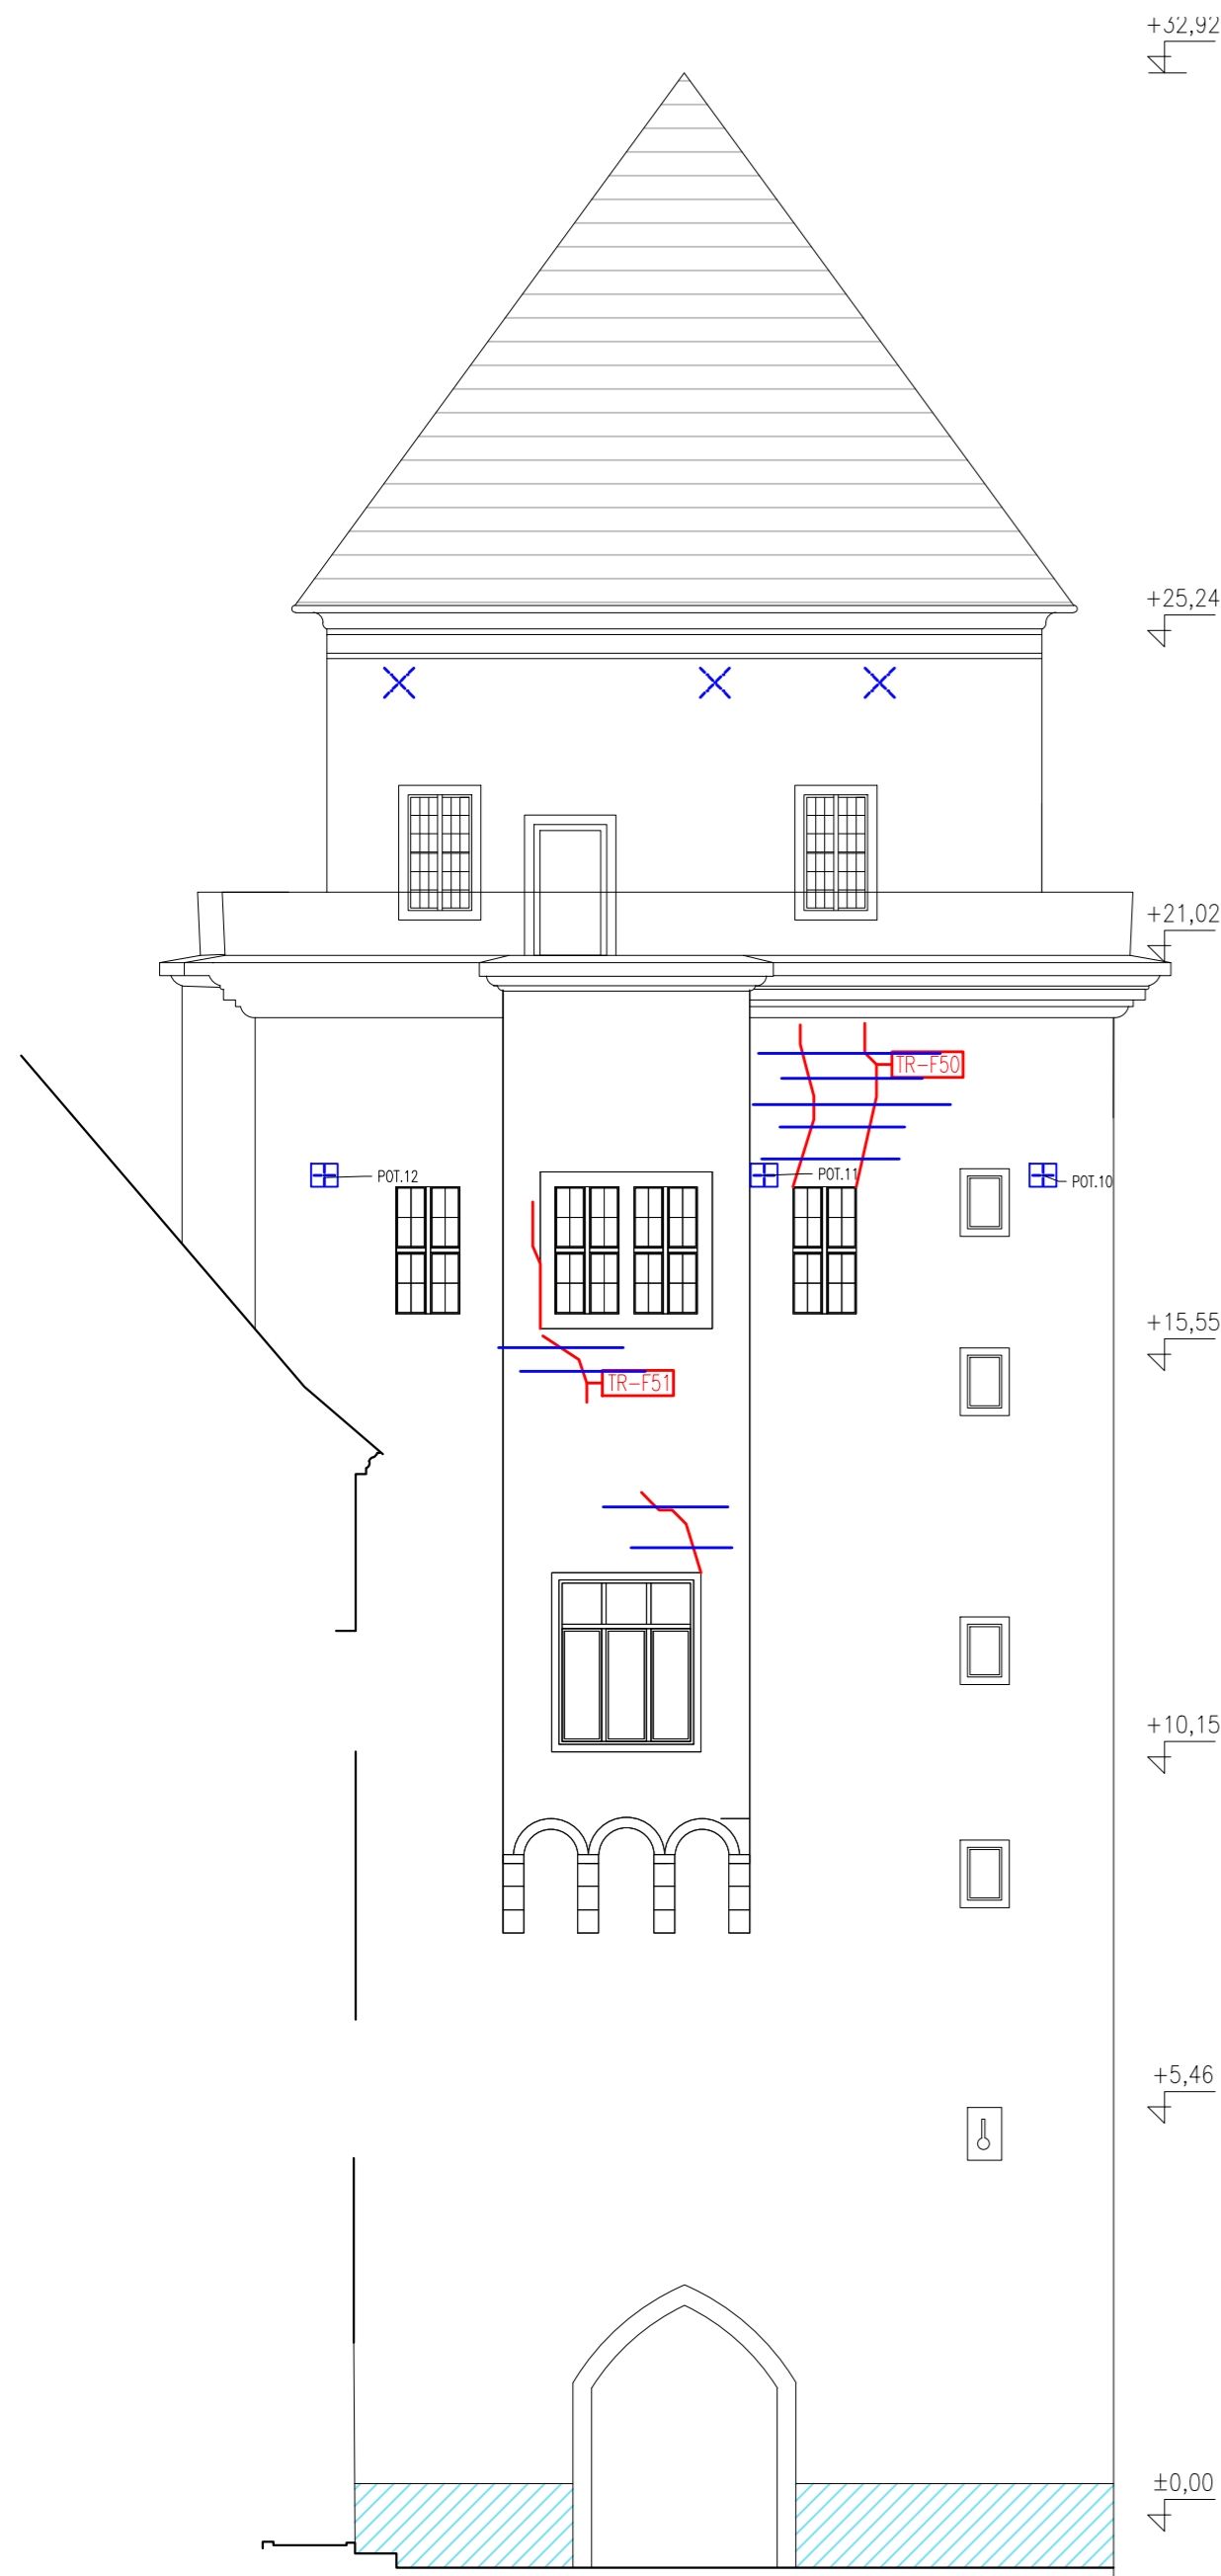 +32,92
+25,24
+21,02
TR-F50
POT.12
POT.11
POT.10
+15,55
TR-F51
+10,15
+5,46
±0,00